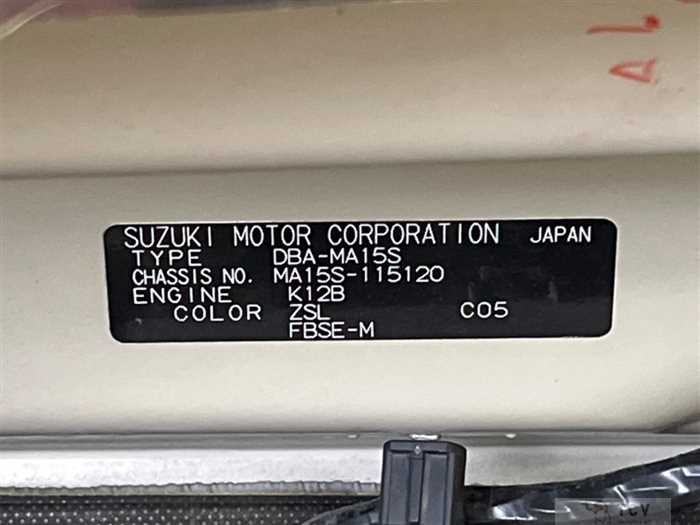 SUZUKI MOTOR CORPORATION JAPAN
TYPE DBA-MA15S
CHASSIS NO. MA15S-115120
ENGINE K12B
COLOR ZSL C05
FBSE-M